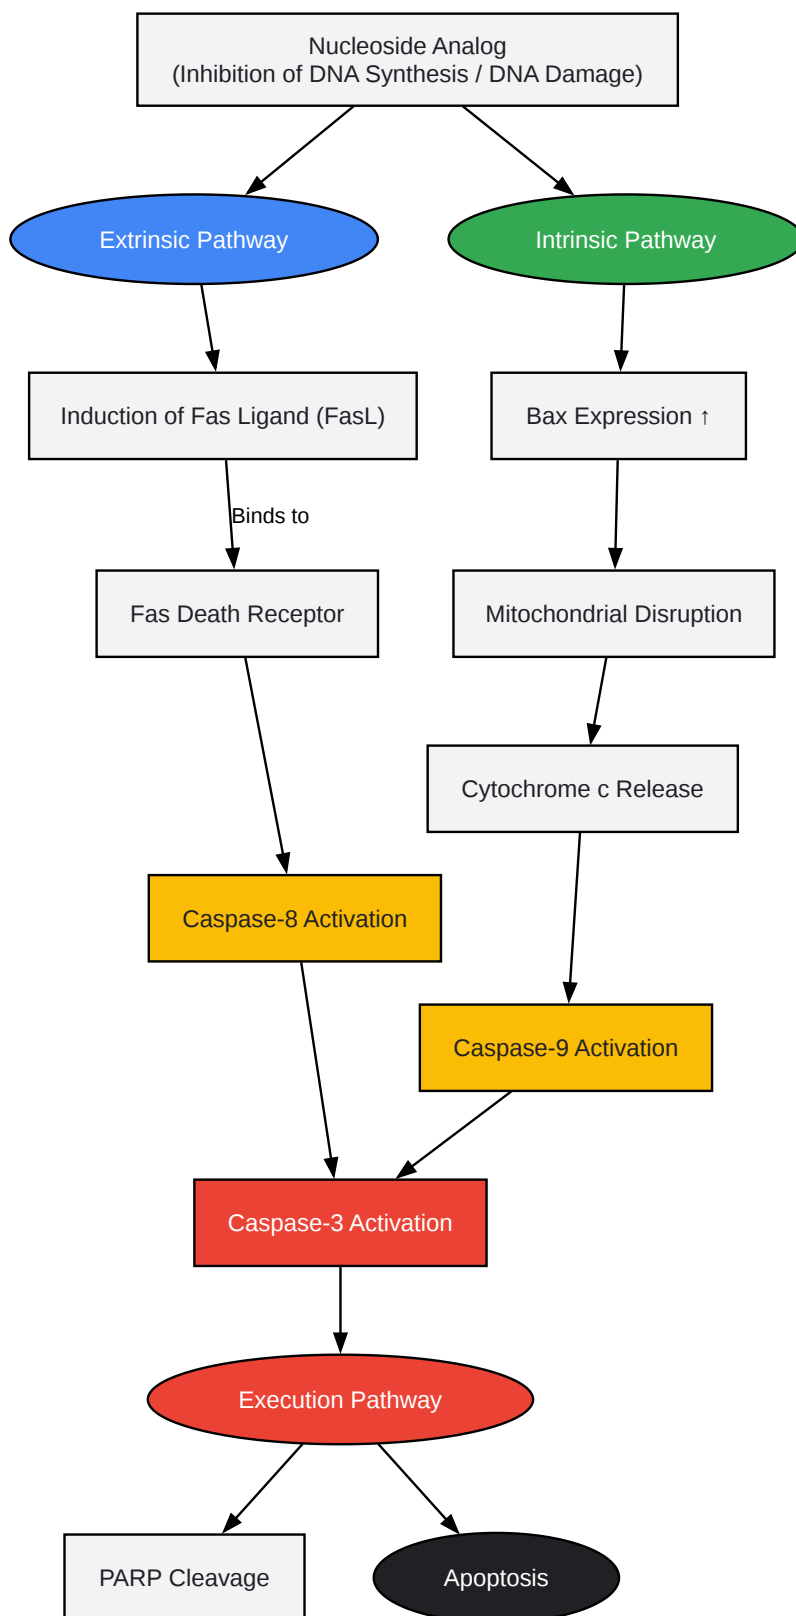 Nucleoside Analog
(Inhibition of DNA Synthesis / DNA Damage)
Extrinsic Pathway
Intrinsic Pathway
Induction of Fas Ligand (FasL)
Bax Expression ↑
Binds to
Fas Death Receptor
Mitochondrial Disruption
Cytochrome c Release
Caspase-8 Activation
Caspase-9 Activation
Caspase-3 Activation
Execution Pathway
PARP Cleavage
Apoptosis